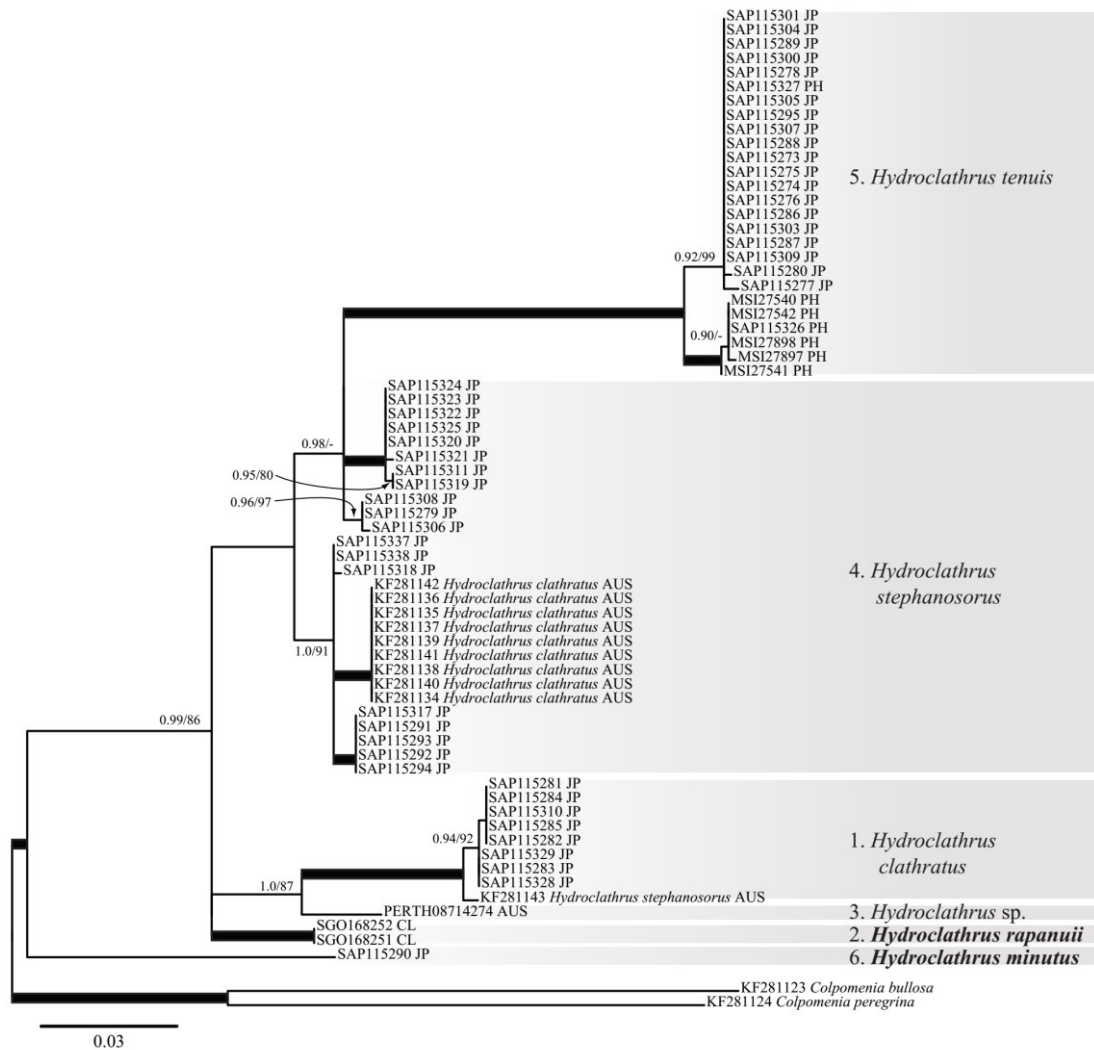 SAP115301 JP
SAP115304 JP
SAP115289 JP
SAP115300 JP
SAP115278 JP
SAP115327 PH
SAP115305 JP
SAP115295 JP
SAP115307 JP
SAP115288 JP
SAP115273 JP
SAP115275 JP
SAP115274 JP
SAP115276 JP
SAP115286 JP
SAP115303 JP
SAP115287 JP
SAP115309 JP
SAP115280 JP
SAP115277 JP
MSI27540 PH
MSI27542 PH
SAP115326 PH
MSI27898 PH
MSI27897 PH
MSI27541 PH
0.92/99
0.90/-
5. Hydroclathrus tenuis
SAP115324 JP
SAP115323 JP
SAP115322 JP
SAP115325 JP
SAP115320 JP
SAP115321 JP
SAP115311 JP
SAP115319 JP
SAP115308 JP
SAP115279 JP
SAP115306 JP
SAP115337 JP
SAP115338 JP
SAP115318 JP
KF281142 Hydroclathrus clathratus AUS
KF281136 Hydroclathrus clathratus AUS
KF281135 Hydroclathrus clathratus AUS
KF281137 Hydroclathrus clathratus AUS
KF281139 Hydroclathrus clathratus AUS
KF281141 Hydroclathrus clathratus AUS
KF281138 Hydroclathrus clathratus AUS
KF281140 Hydroclathrus clathratus AUS
KF281134 Hydroclathrus clathratus AUS
SAP115317 JP
SAP115291 JP
SAP115293 JP
SAP115292 JP
SAP115294 JP
0.98/-
0.95/80
0.96/97
1.0/91
0.99/86
4. Hydroclathrus
stephanosorus
SAP115281 JP
SAP115284 JP
SAP115310 JP
SAP115285 JP
SAP115282 JP
SAP115329 JP
SAP115283 JP
SAP115328 JP
KF281143 Hydroclathrus stephanosorus AUS
0.94/92
1.0/87
1. Hydroclathrus
clathratus
PERTH08714274 AUS
3. Hydroclathrus sp.
SGO168252 CL
SGO168251 CL
2. Hydroclathrus rapanuii
SAP115290 JP
6. Hydroclathrus minutus
KF281123 Colpomenia bullosa
KF281124 Colpomenia peregrina
0.03